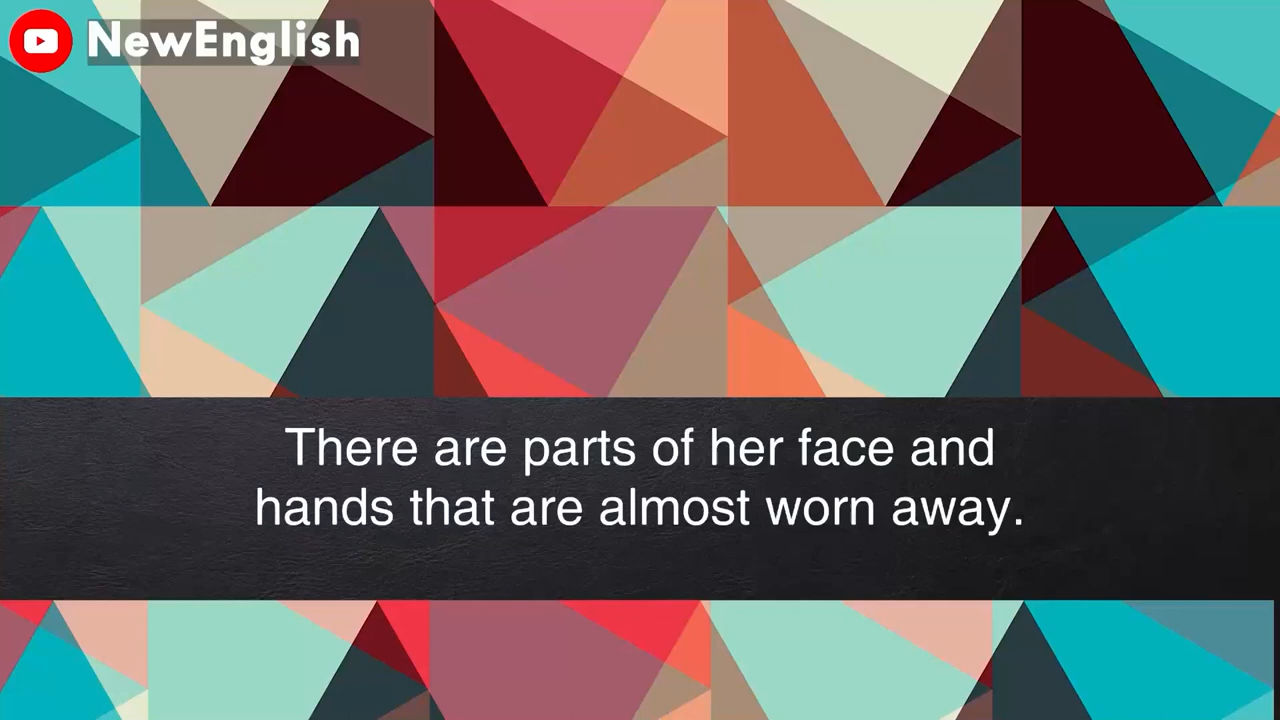 NewEnglish
There are parts of her face and
hands that are almost worn away.